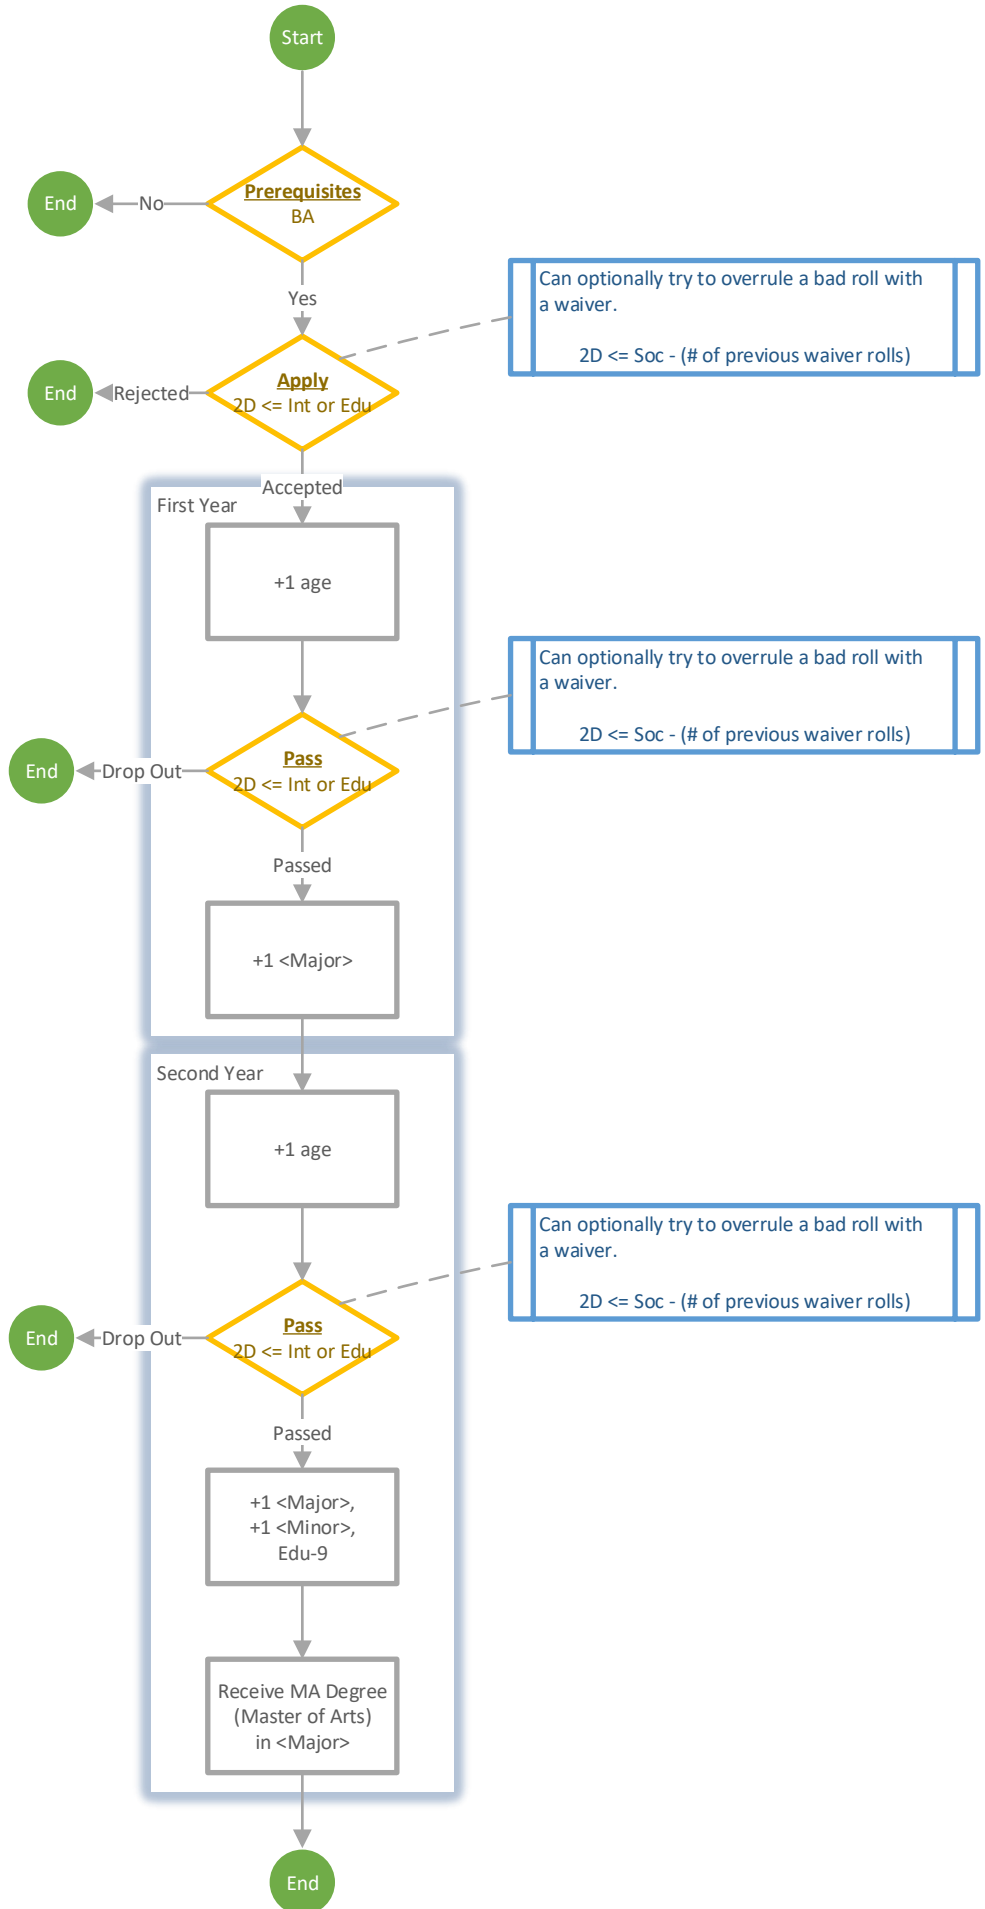 Start
Prerequisites
BA
No
End
Yes
Can optionally try to overrule a bad roll with
a waiver.
2D <= Soc - (# of previous waiver rolls)
Apply
2D <= Int or Edu
Rejected
End
Accepted
First Year
+1 age
Can optionally try to overrule a bad roll with
a waiver.
2D <= Soc - (# of previous waiver rolls)
Pass
2D <= Int or Edu
Drop Out
End
Passed
+1 <Major>
Second Year
+1 age
Can optionally try to overrule a bad roll with
a waiver.
2D <= Soc - (# of previous waiver rolls)
Pass
2D <= Int or Edu
Drop Out
End
Passed
+1 <Major>,
+1 <Minor>,
Edu-9
Receive MA Degree
(Master of Arts)
in <Major>
End